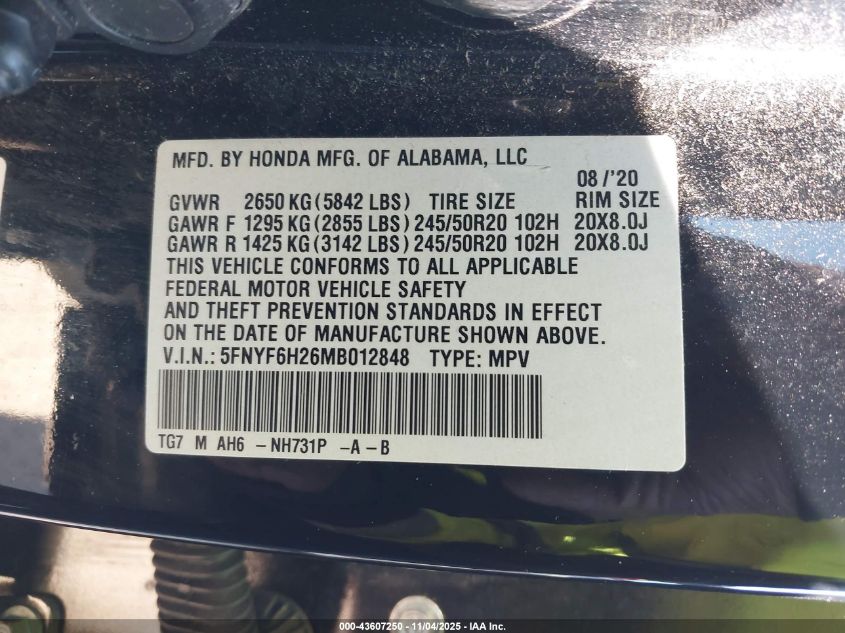 MFD. BY HONDA MFG. OF ALABAMA, LLC
08/'20
GVWR 2650 KG (5842 LBS) TIRE SIZE RIM SIZE
GAWR F 1295 KG (2855 LBS) 245/50R20 102H 20X8.0J
GAWR R 1425 KG (3142 LBS) 245/50R20 102H 20X8.0J
THIS VEHICLE CONFORMS TO ALL APPLICABLE
FEDERAL MOTOR VEHICLE SAFETY
AND THEFT PREVENTION STANDARDS IN EFFECT
ON THE DATE OF MANUFACTURE SHOWN ABOVE.
V.I.N.: 5FNYF6H26MB012848 TYPE: MPV
TG7 M AH6 -NH731P -A-B
000-43607250 - 11/04/2025 - IAA Inc.